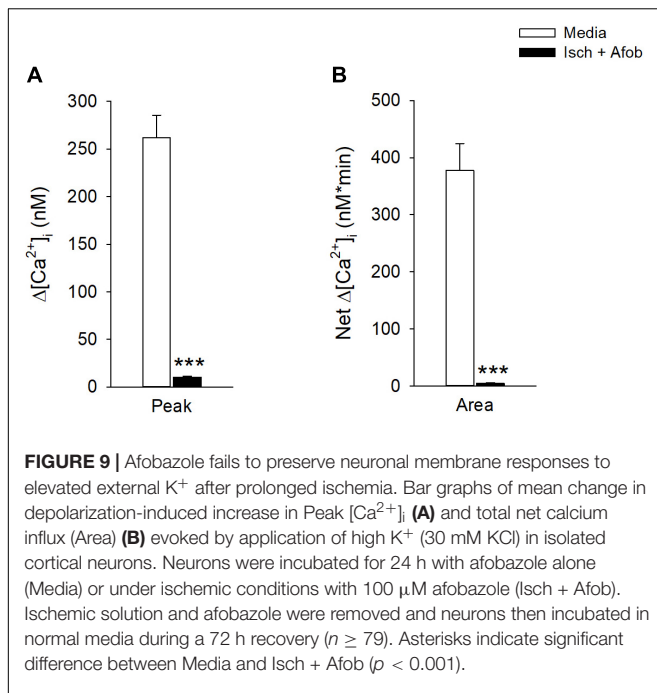 Media
Isch + Afob
A
B
300
250
200
150
100
50
0
Δ[Ca²⁺]ᵢ (nM)
***
Peak
500
400
300
200
100
0
Net Δ[Ca²⁺]ᵢ (nM*min)
***
Area
FIGURE 9 | Afobazole fails to preserve neuronal membrane responses to
elevated external K⁺ after prolonged ischemia. Bar graphs of mean change in
depolarization-induced increase in Peak [Ca²⁺]ᵢ (A) and total net calcium
influx (Area) (B) evoked by application of high K⁺ (30 mM KCl) in isolated
cortical neurons. Neurons were incubated for 24 h with afobazole alone
(Media) or under ischemic conditions with 100 μM afobazole (Isch + Afob).
Ischemic solution and afobazole were removed and neurons then incubated in
normal media during a 72 h recovery (n ≥ 79). Asterisks indicate significant
difference between Media and Isch + Afob (p < 0.001).